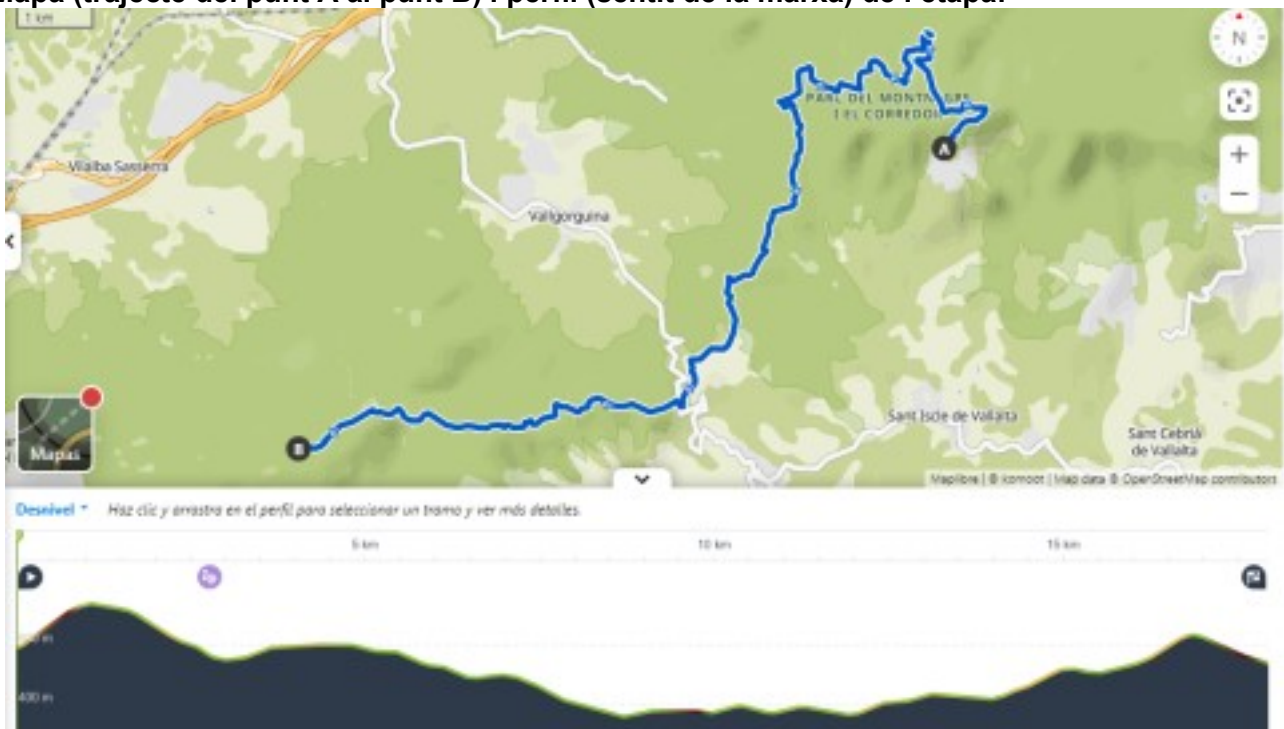 mapa (trajecte del punt A al punt B) i perfil (sentit de la marxa) de l'etapa:
1 km
N
PARC DEL MONTNEGRE
I EL CORREDOR
A
Vilalba Sasserra
Vallgorguina
+
−
Sant Iscle de Vallalta
Sant Cebrià
de Vallalta
B
Mapas
Maplibre | © komoot | Map data © OpenStreetMap contributors
Desnivel
Haz clic y arrastra en el perfil para seleccionar un tramo y ver más detalles.
5 km
10 km
15 km
400 m